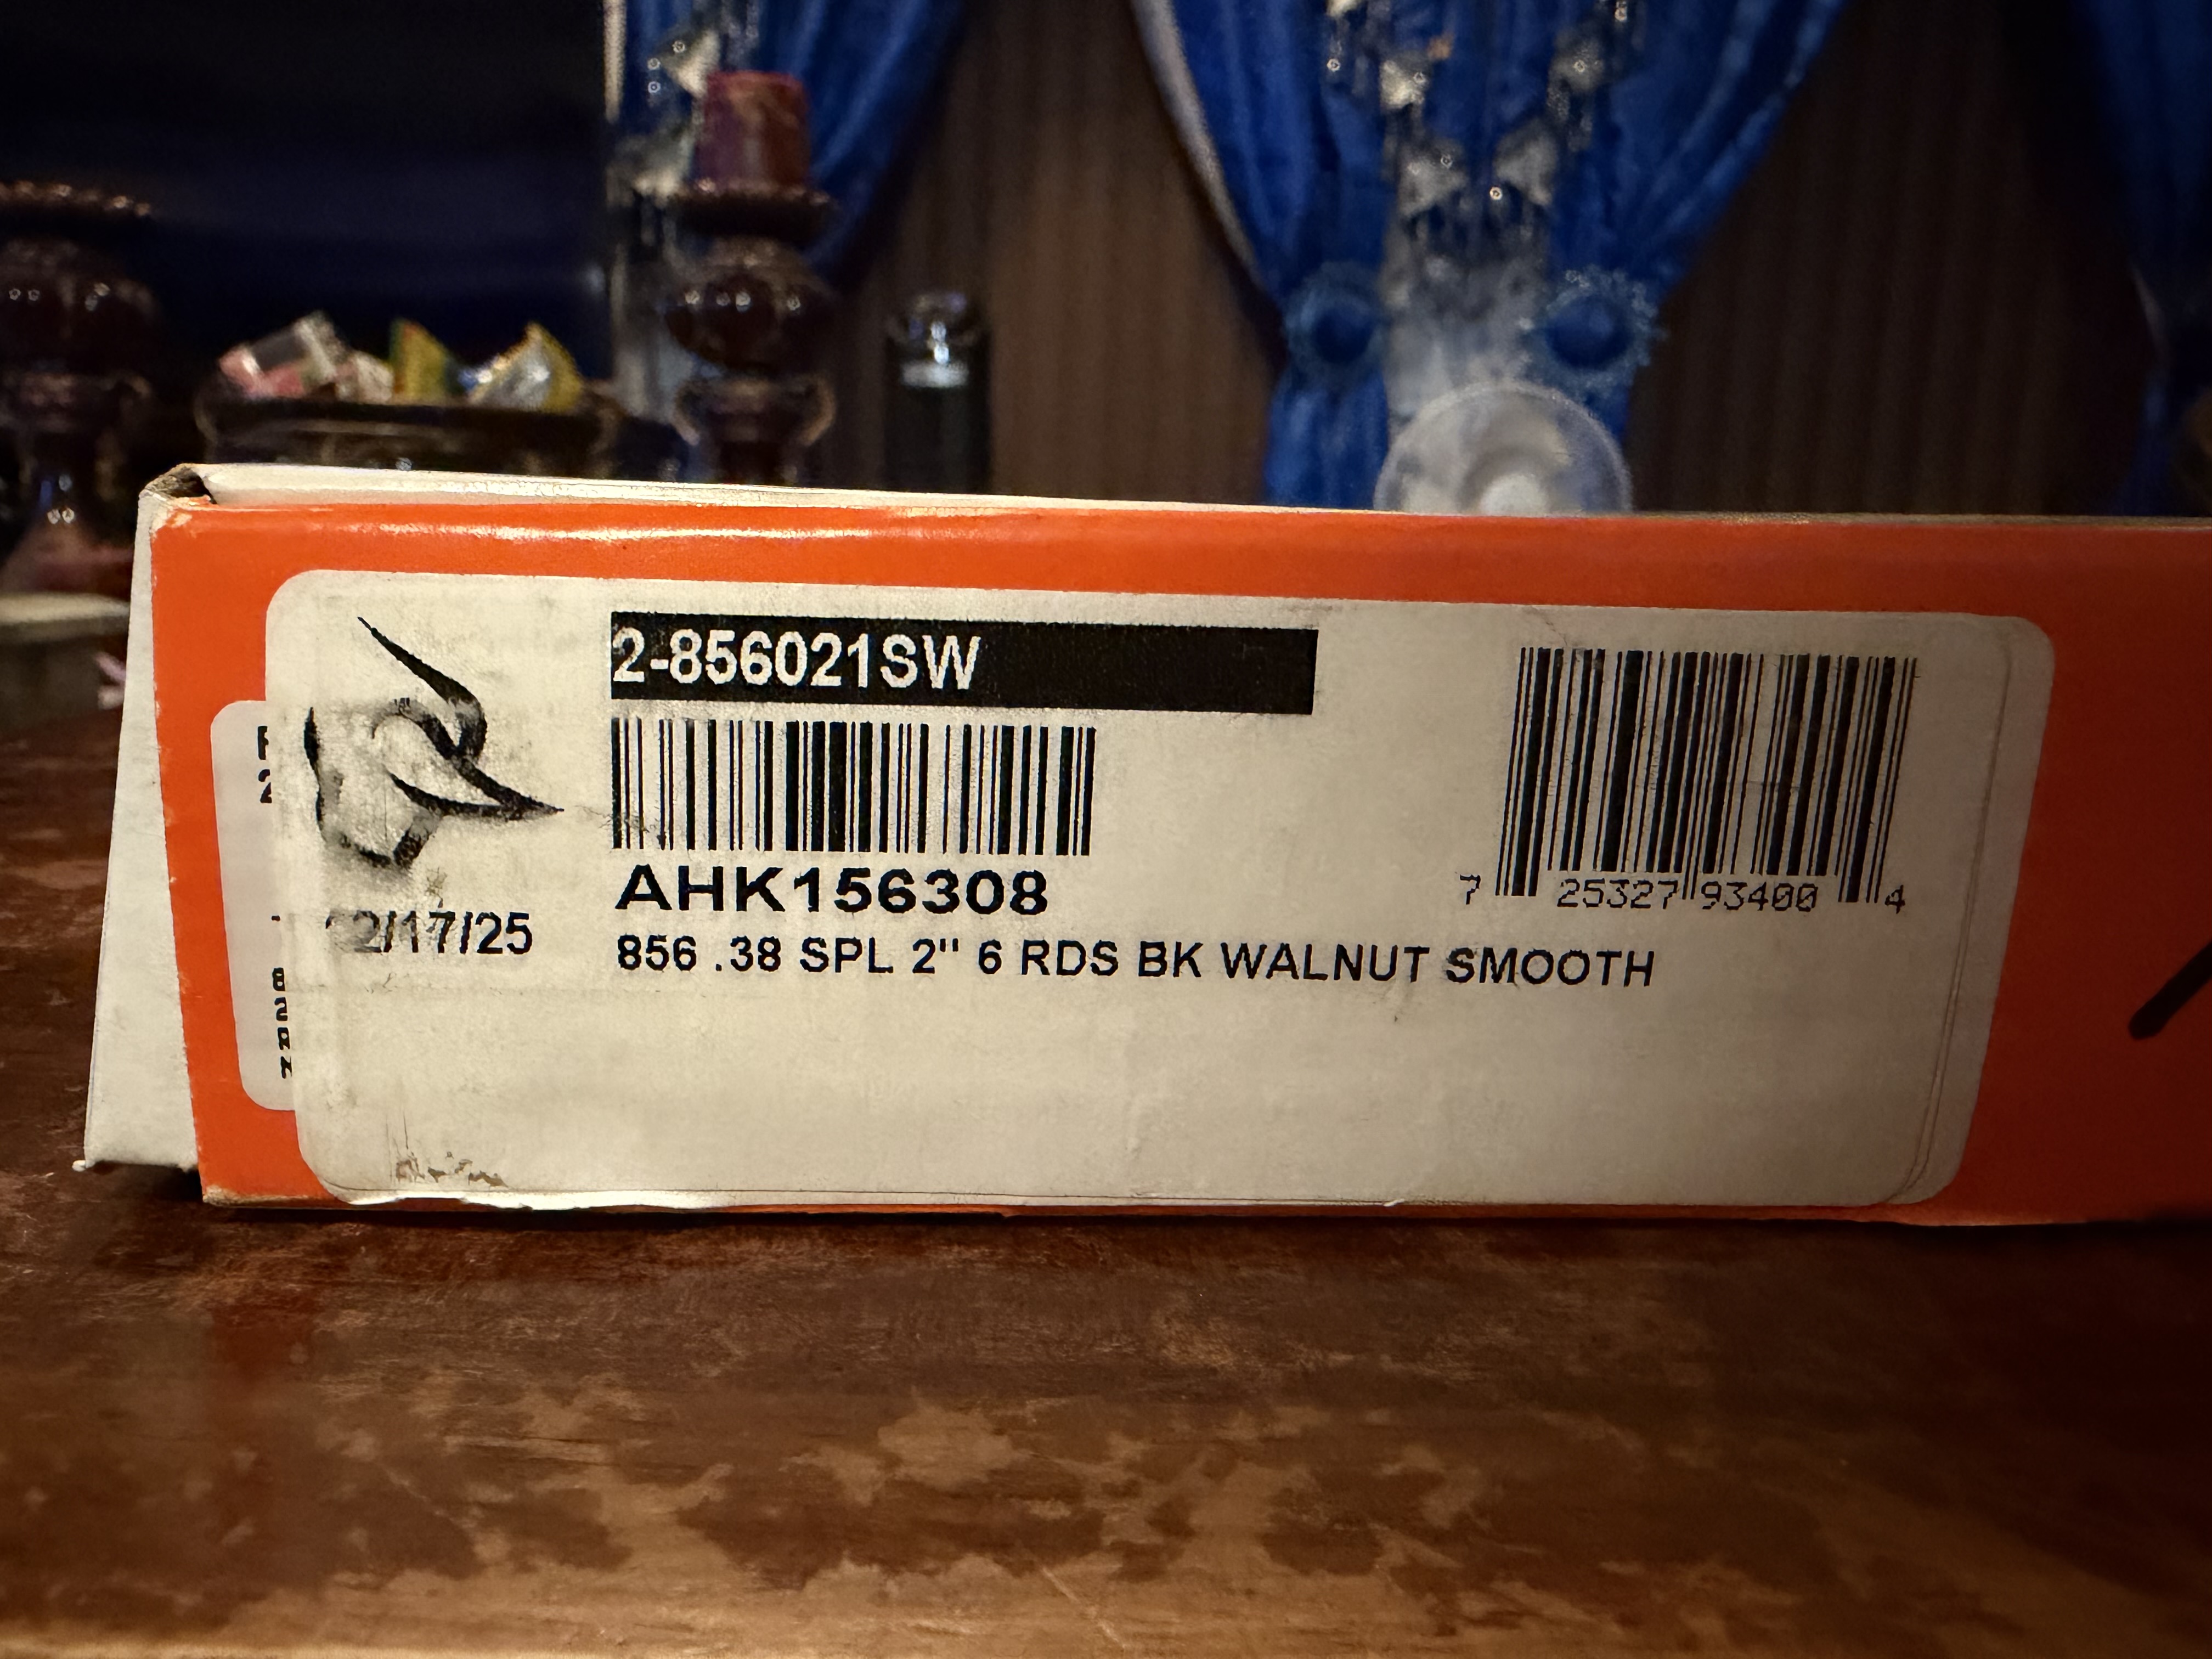 2-856021SW
AHK156308
2/17/25
856 .38 SPL 2" 6 RDS BK WALNUT SMOOTH
7 25327 93400 4